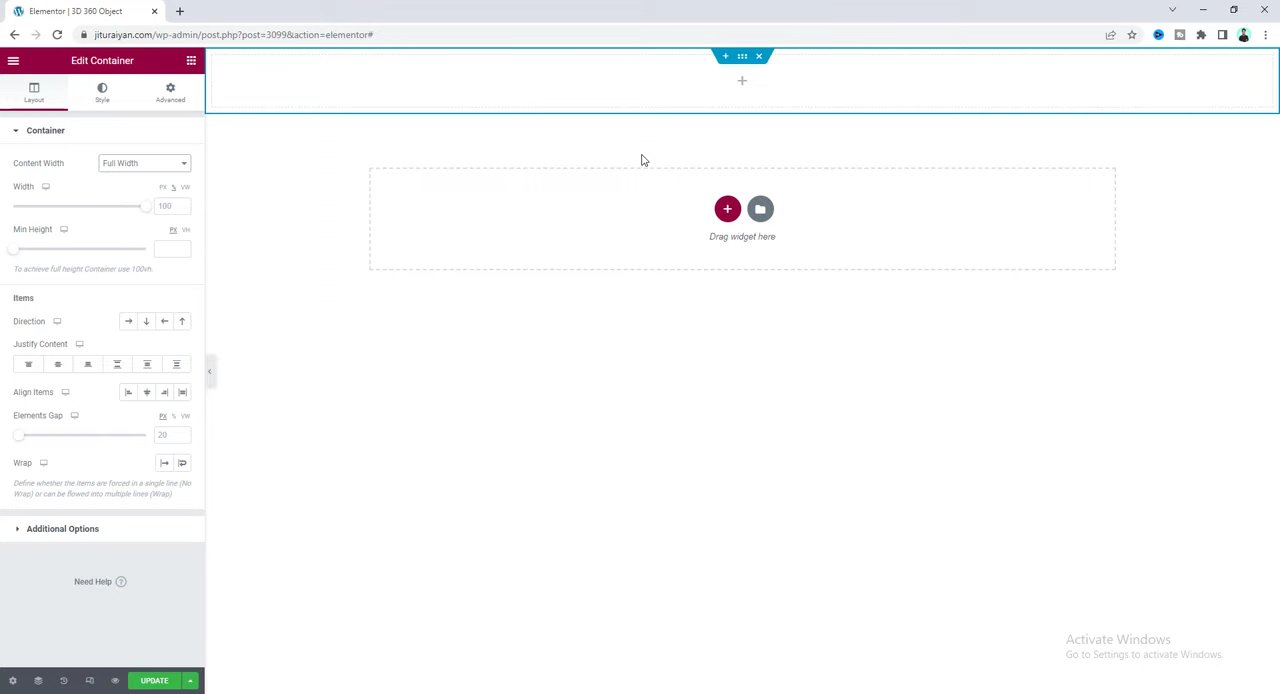 Elementor | 3D 360 Object
jituraiyan.com/wp-admin/post.php?post=3099&action=elementor#
Edit Container
Layout
Style
Advanced
Container
Content Width
Full Width
Width
PX % VW
100
Min Height
PX VH
To achieve full height Container use 100vh.
Items
Direction
Justify Content
Align Items
Elements Gap
PX % VW
20
Wrap
Define whether the items are forced in a single line (No
Wrap) or can be flowed into multiple lines (Wrap)
Additional Options
Need Help ?
UPDATE
Drag widget here
Activate Windows
Go to Settings to activate Windows.